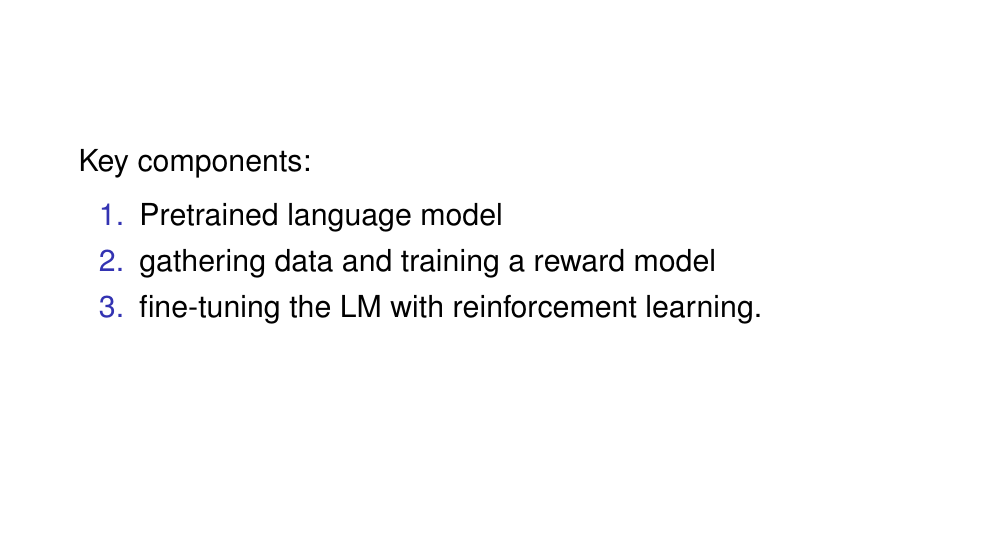 Key components:
1. Pretrained language model
2. gathering data and training a reward model
3. fine-tuning the LM with reinforcement learning.